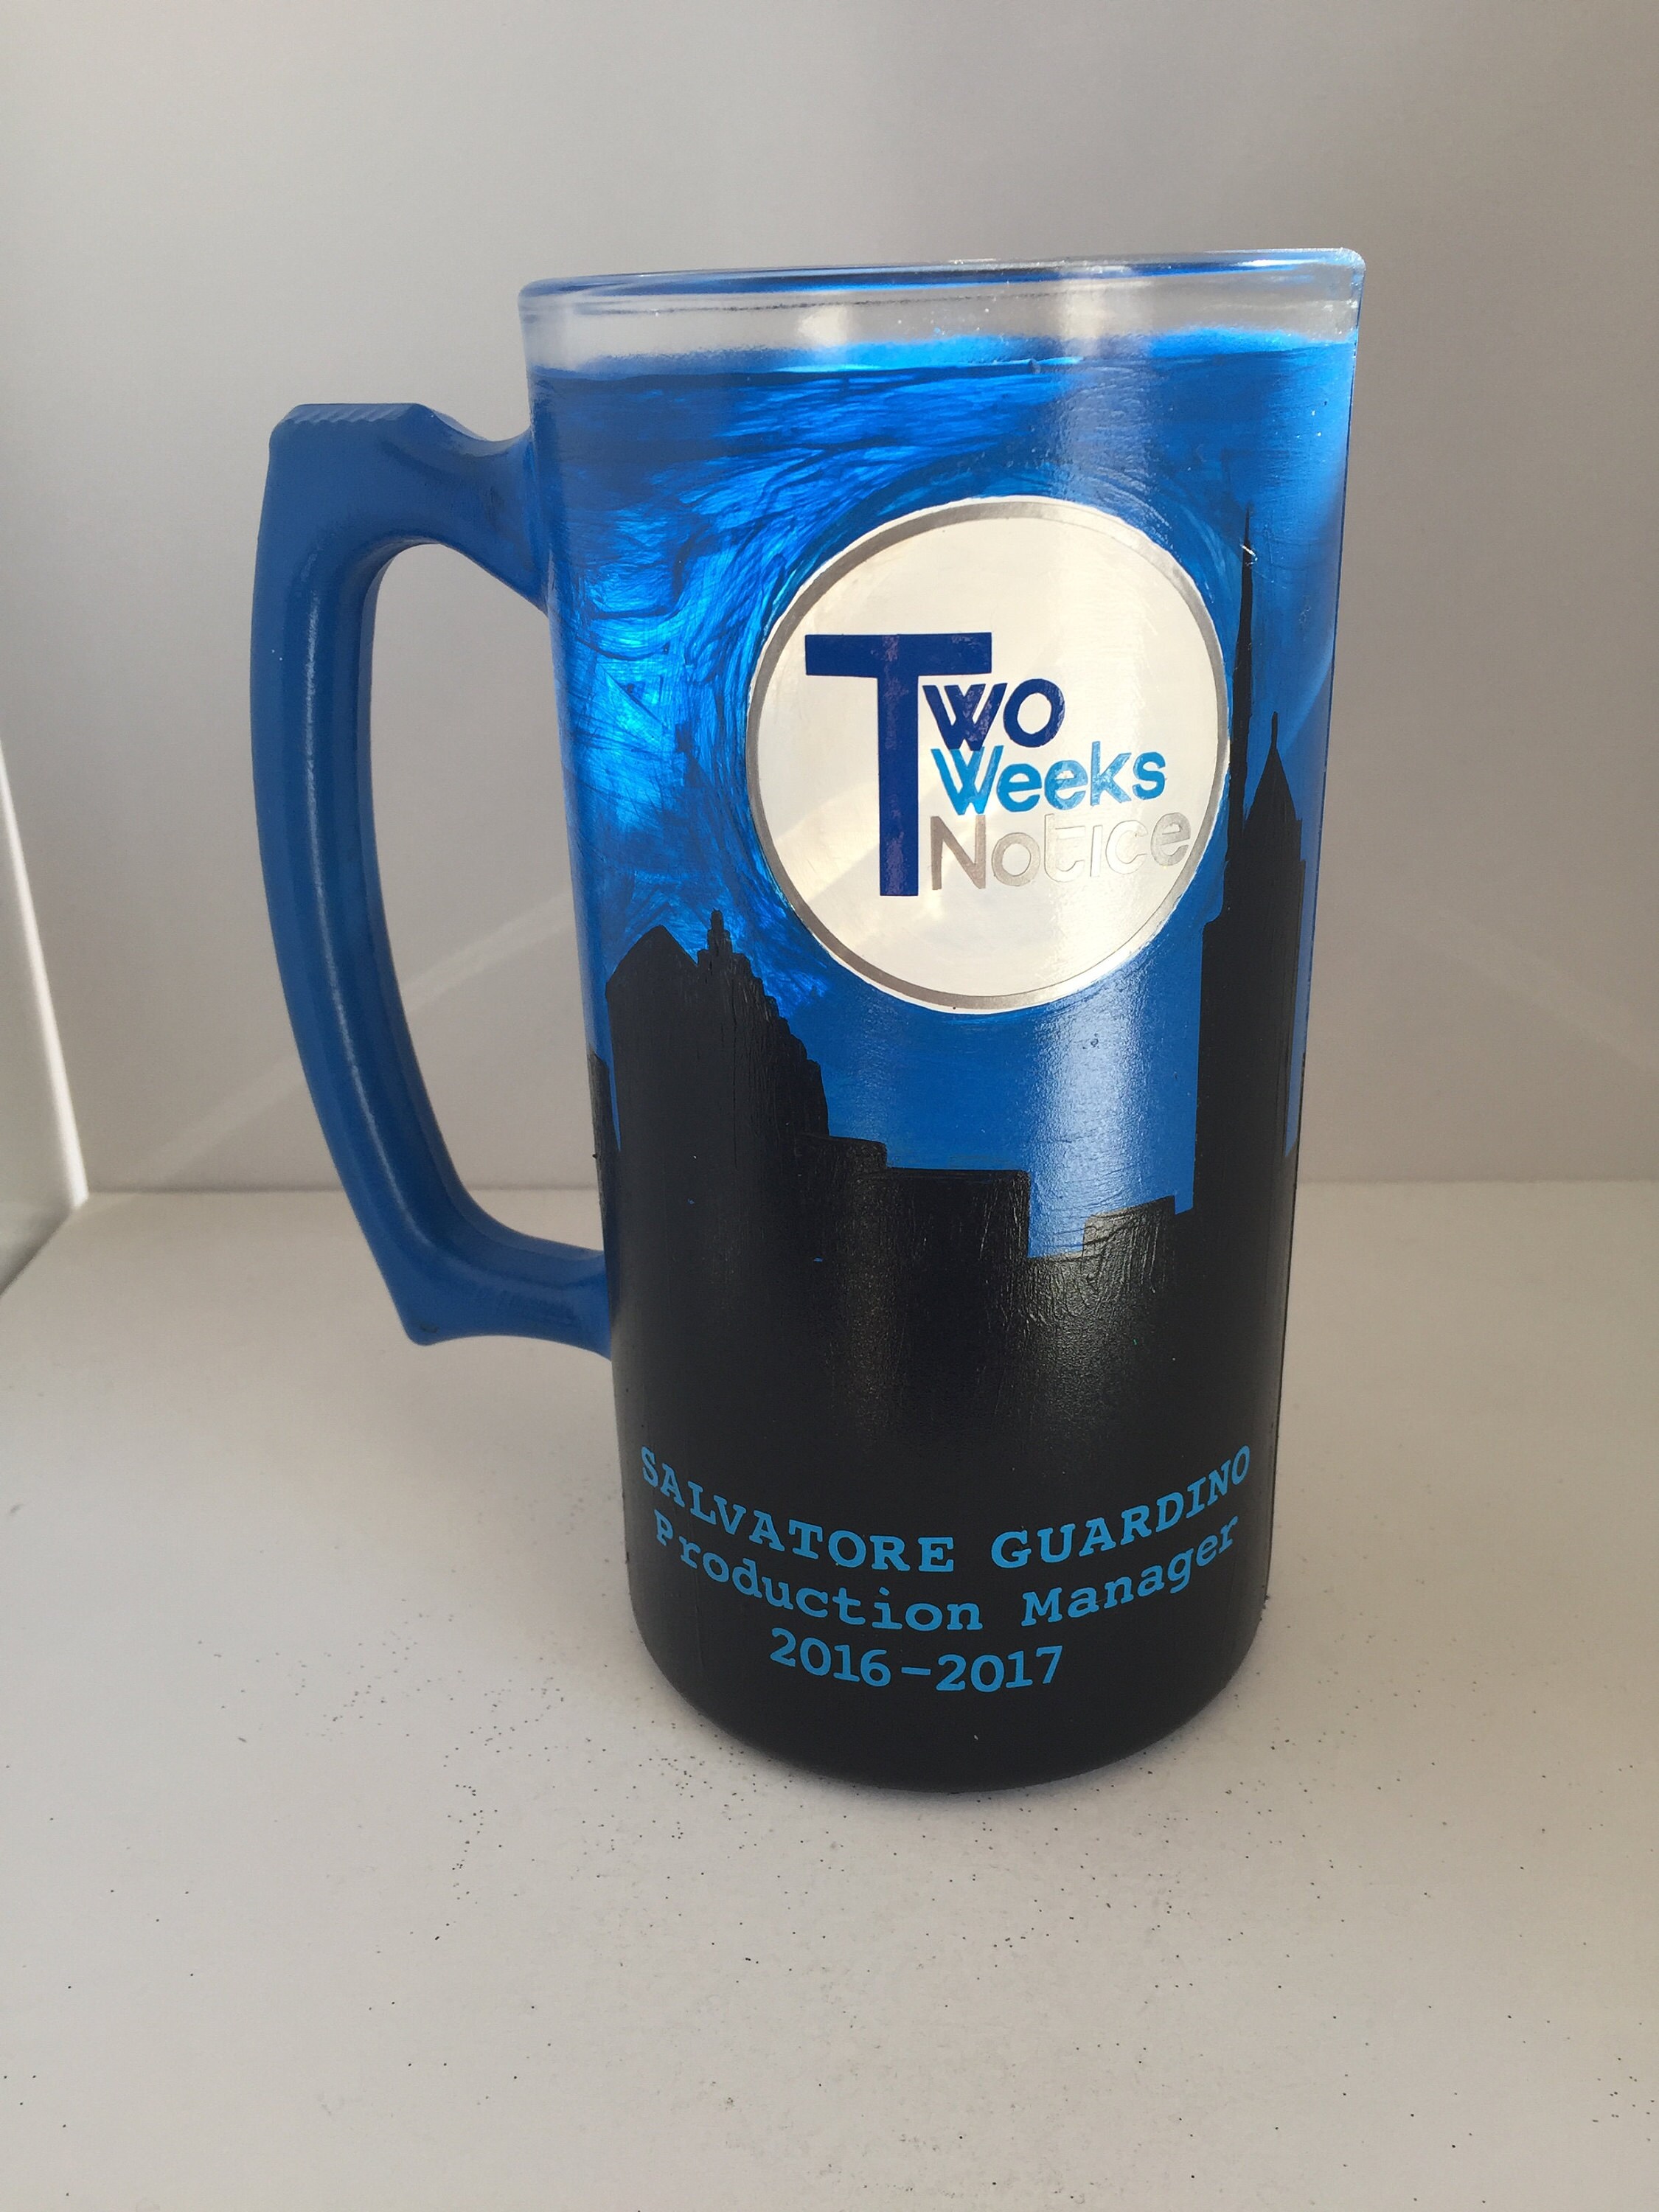 Two
Weeks
Notice
SALVATORE GUARDINO
Production Manager
2016-2017